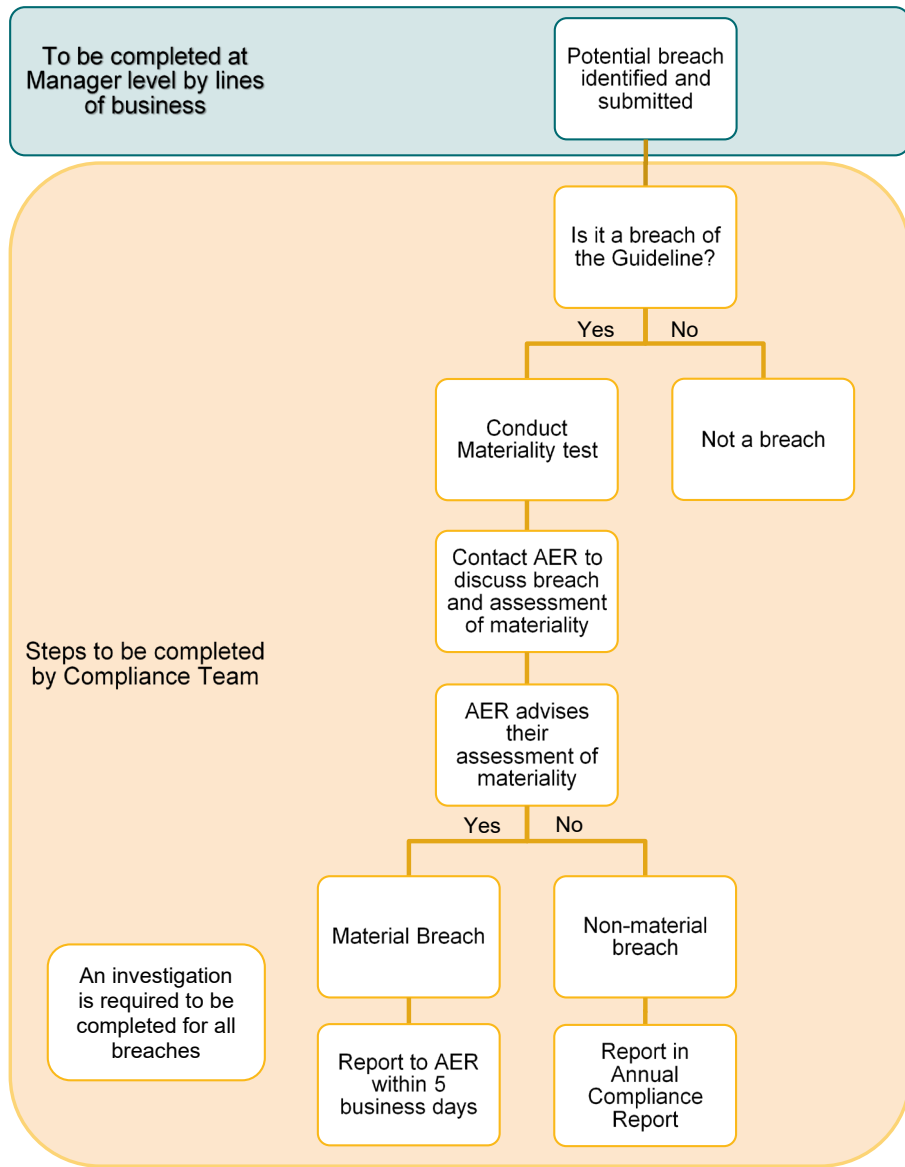 To be completed at
Manager level by lines
of business
Potential breach
identified and
submitted
Is it a breach of
the Guideline?
Yes
No
Conduct
Materiality test
Not a breach
Contact AER to
discuss breach
and assessment
of materiality
Steps to be completed
by Compliance Team
AER advises
their
assessment of
materiality
Yes
No
Material Breach
Non-material
breach
An investigation
is required to be
completed for all
breaches
Report to AER
within 5
business days
Report in
Annual
Compliance
Report